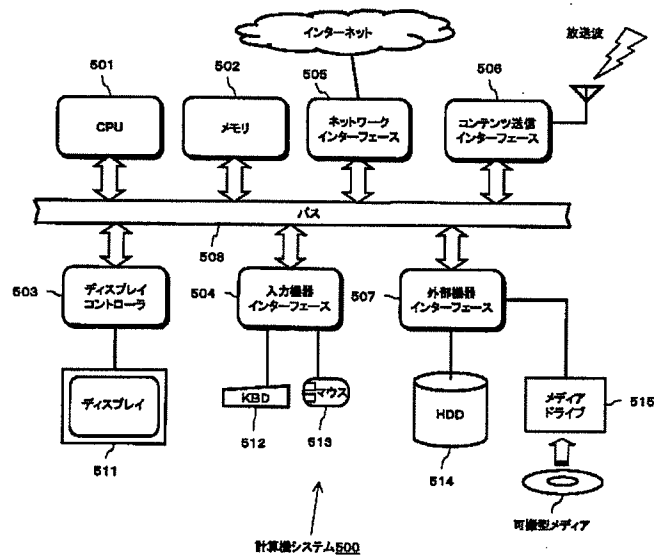 インターネット
放送波
501
502
505
506
CPU
メモリ
ネットワーク
インターフェース
コンテンツ送信
インターフェース
バス
508
503
ディスプレイ
コントローラ
504
入力機器
インターフェース
507
外部機器
インターフェース
ディスプレイ
511
KBD
512
マウス
513
HDD
514
メディア
ドライブ
515
可搬型メディア
計算機システム500